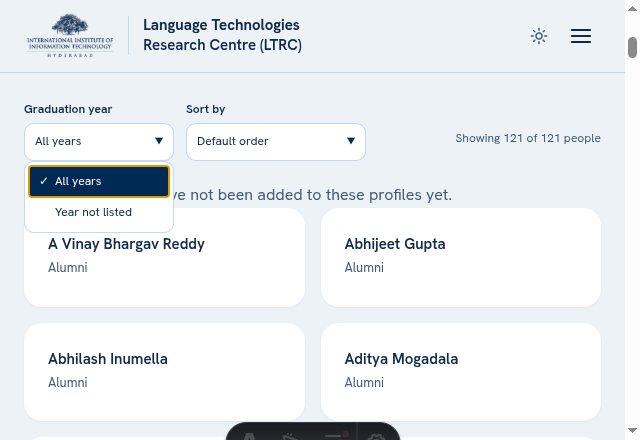 INTERNATIONAL INSTITUTE OF
INFORMATION TECHNOLOGY
HYDERABAD
Language Technologies
Research Centre (LTRC)
Graduation year
Sort by
All years
Default order
Showing 121 of 121 people
✓ All years
Year not listed
ve not been added to these profiles yet.
A Vinay Bhargav Reddy
Alumni
Abhijeet Gupta
Alumni
Abhilash Inumella
Alumni
Aditya Mogadala
Alumni